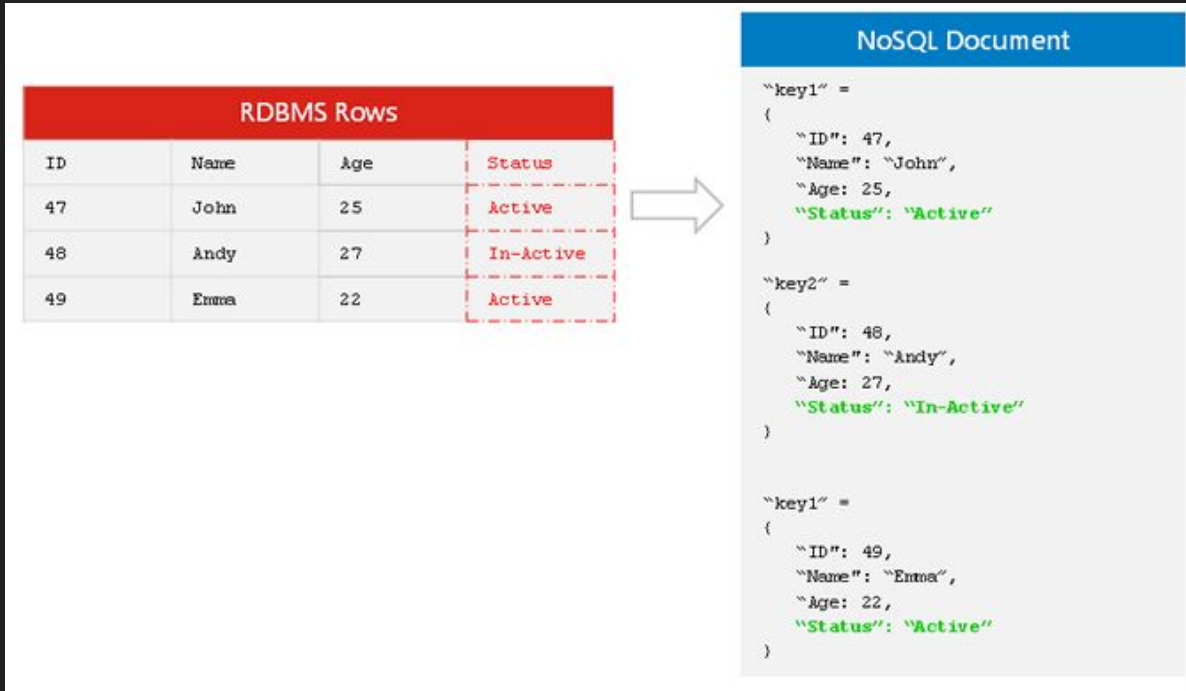 RDBMS Rows
ID Name Age Status
47 John 25 Active
48 Andy 27 In-Active
49 Emma 22 Active
NoSQL Document
“key1” =
{
“ID”: 47,
“Name”: “John”,
“Age: 25,
“Status”: “Active”
}
“key2” =
{
“ID”: 48,
“Name”: “Andy”,
“Age: 27,
“Status”: “In-Active”
}
“key1” =
{
“ID”: 49,
“Name”: “Emma”,
“Age: 22,
“Status”: “Active”
}